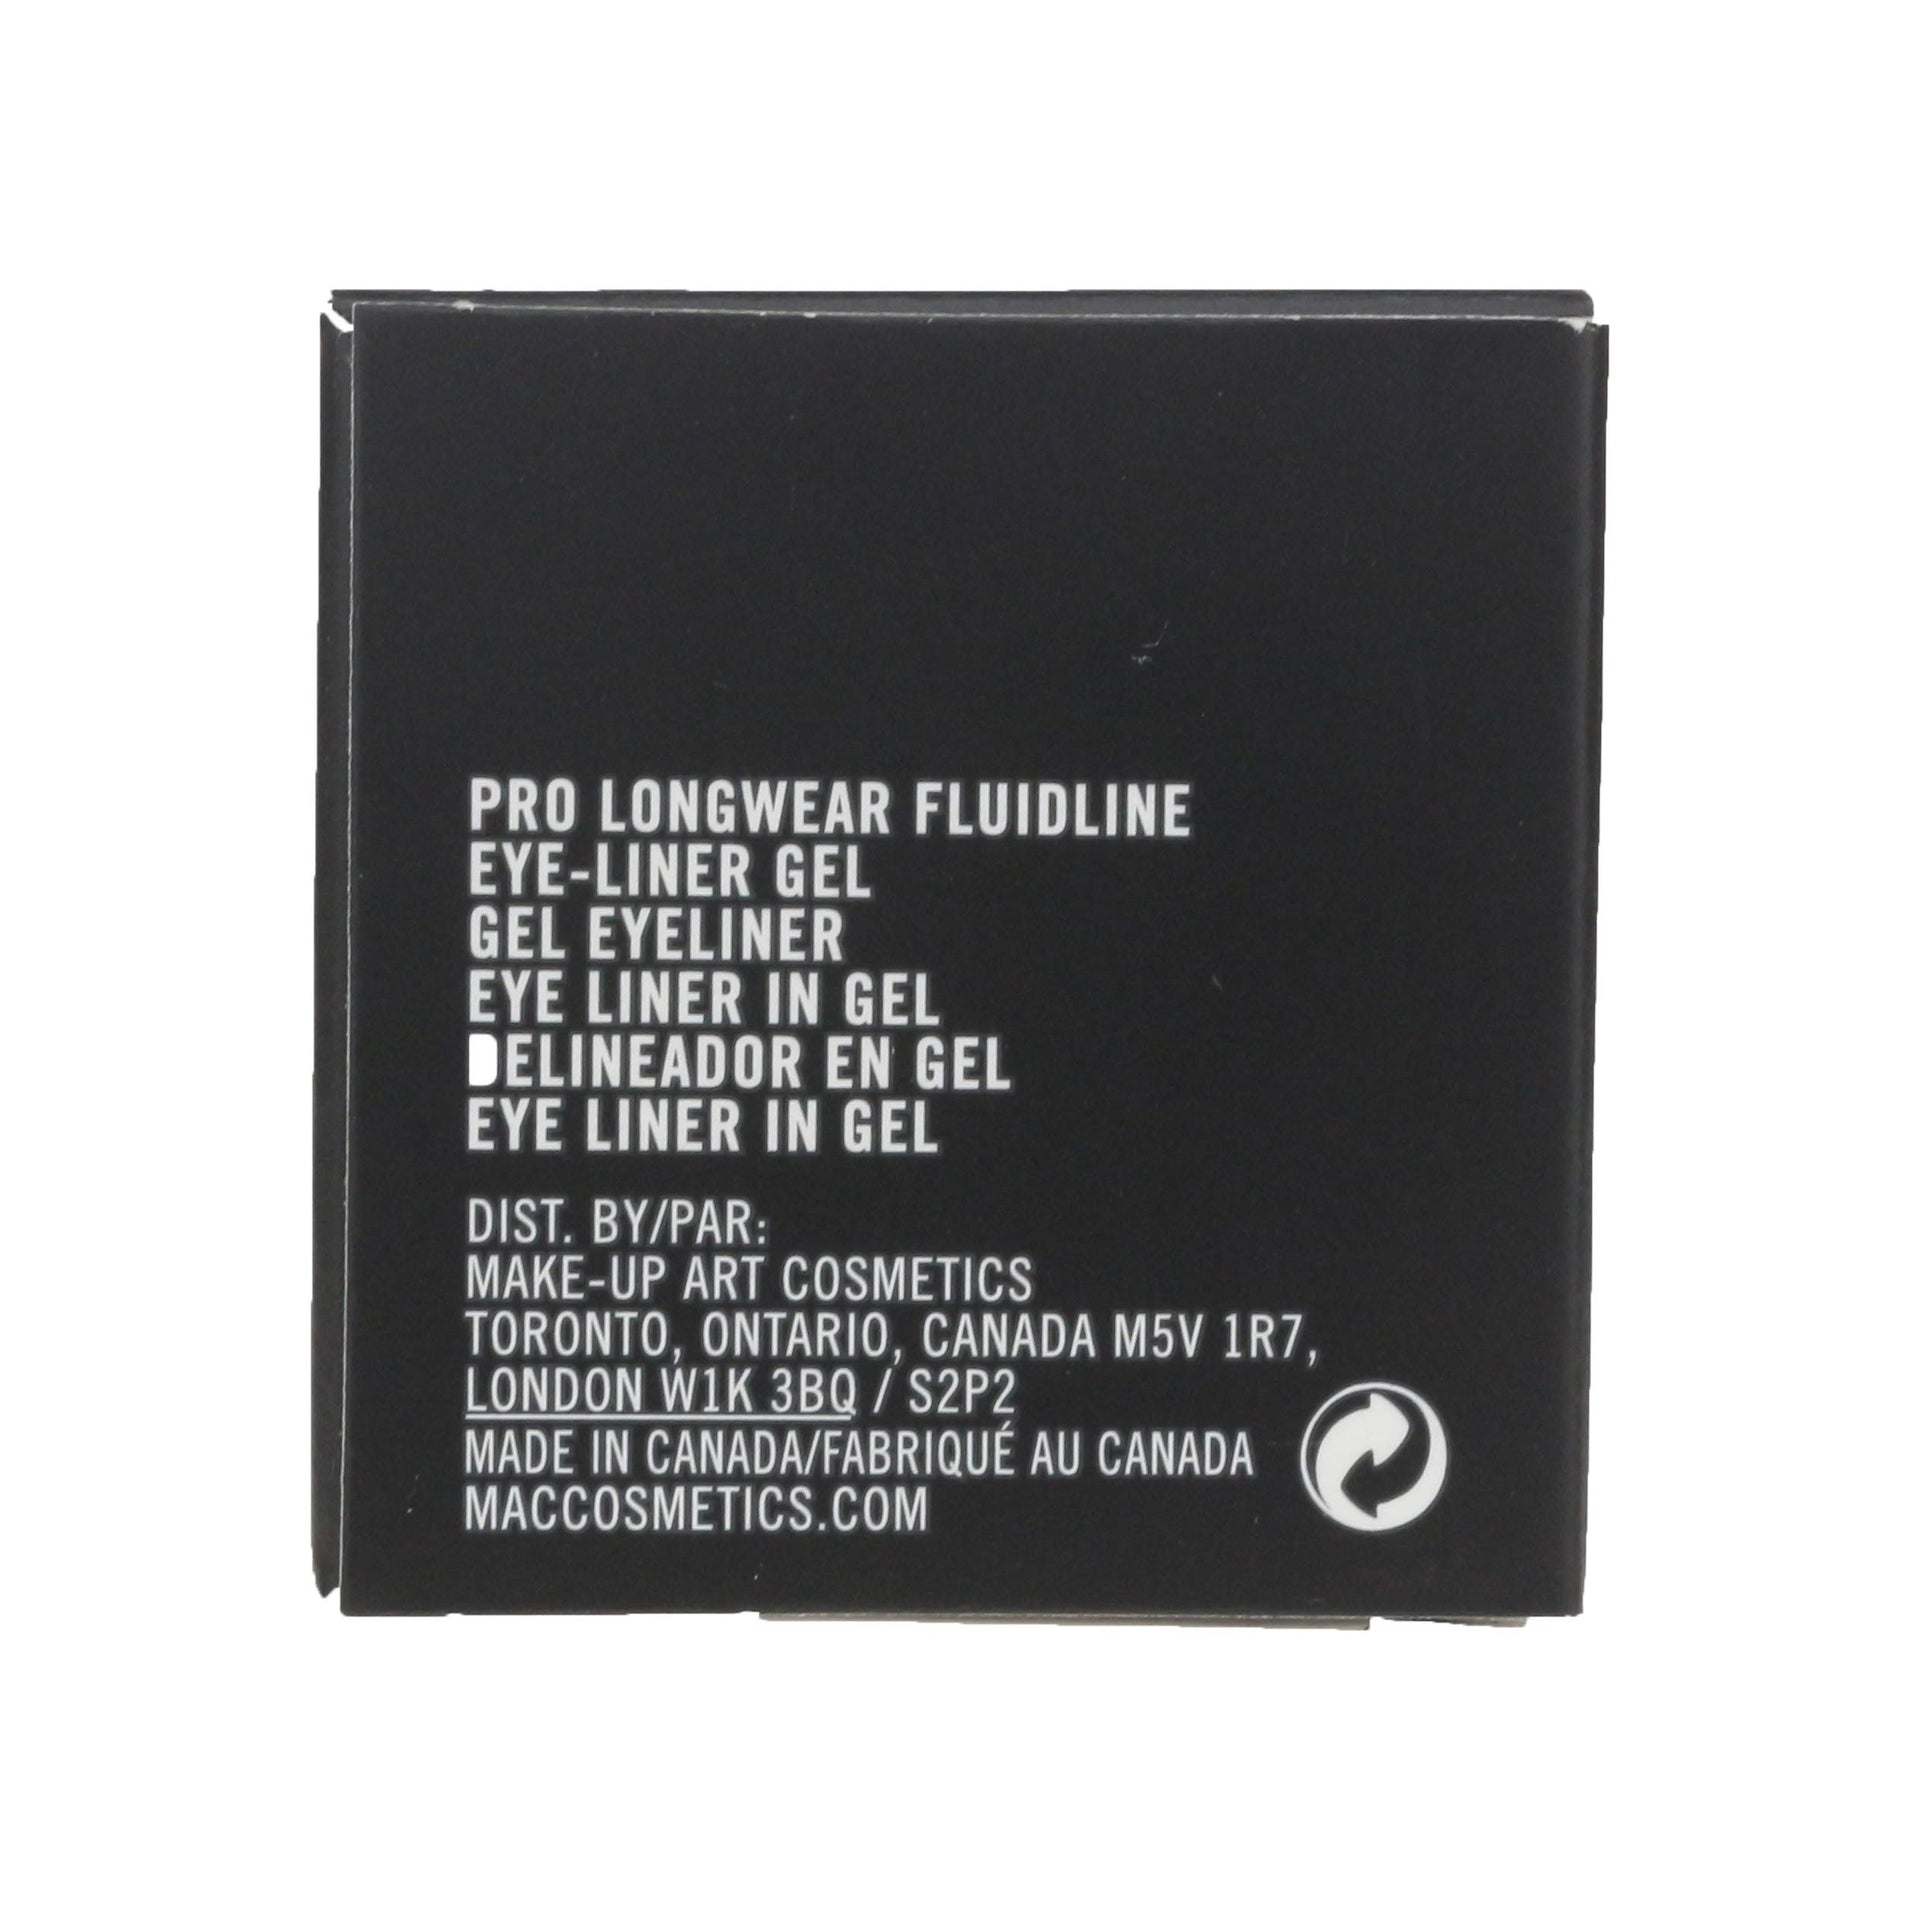 PRO LONGWEAR FLUIDLINE
EYE-LINER GEL
GEL EYELINER
EYE LINER IN GEL
DELINEADOR EN GEL
EYE LINER IN GEL
DIST. BY/PAR:
MAKE-UP ART COSMETICS
TORONTO, ONTARIO, CANADA M5V 1R7,
LONDON W1K 3BQ / S2P2
MADE IN CANADA/FABRIQUÉ AU CANADA
MACCOSMETICS.COM